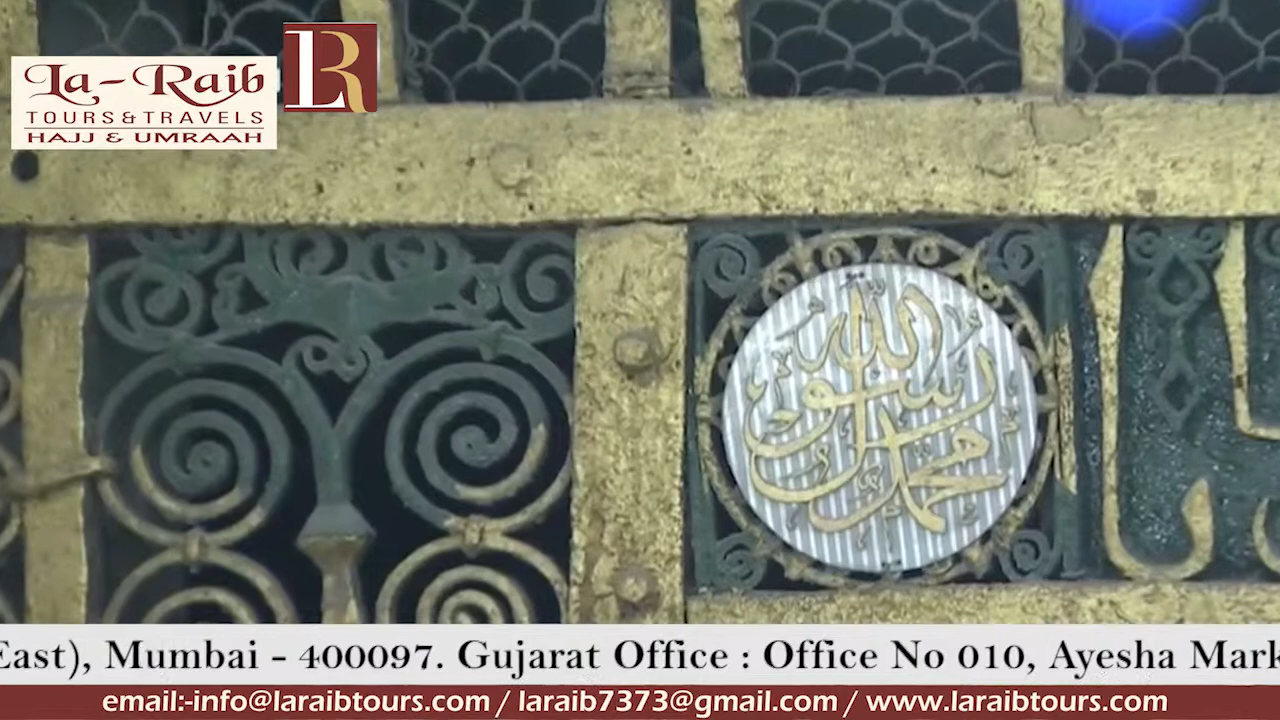 La-Raib
TOURS & TRAVELS
HAJJ & UMRAAH
LR
الله
رسول
محمد
East), Mumbai - 400097. Gujarat Office : Office No 010, Ayesha Mark
email:-info@laraibtours.com / laraib7373@gmail.com / www.laraibtours.com